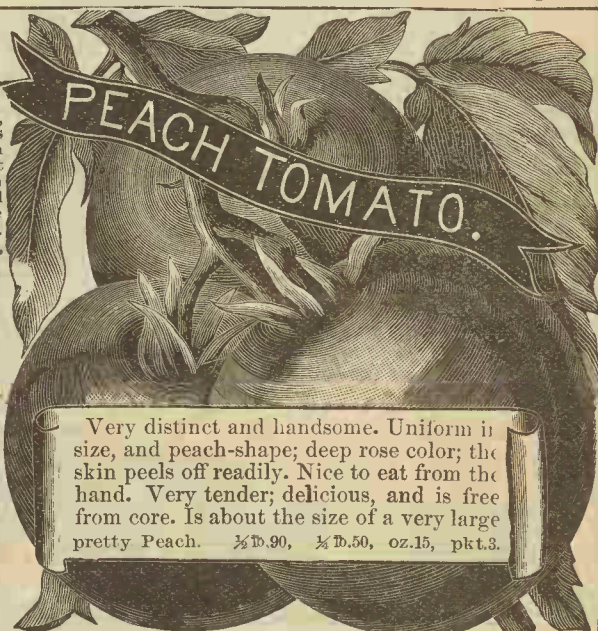 PEACH TOMATO.
Very distinct and handsome. Uniform in
size, and peach-shape; deep rose color; the
skin peels off readily. Nice to eat from the
hand. Very tender; delicious, and is free
from core. Is about the size of a very large
pretty Peach. ½ ℔.90, ¼ ℔.50, oz.15, pkt.3.